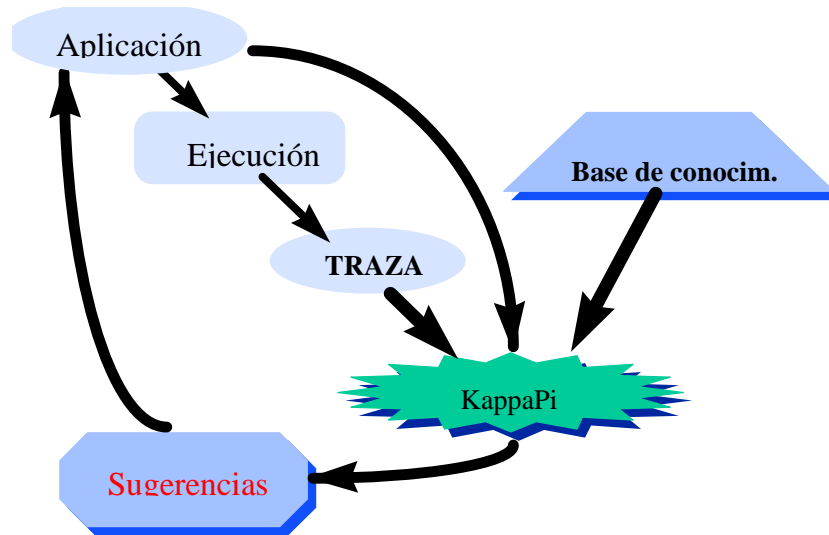 Aplicación
Ejecución
Base de conocim.
TRAZA
KappaPi
Sugerencias